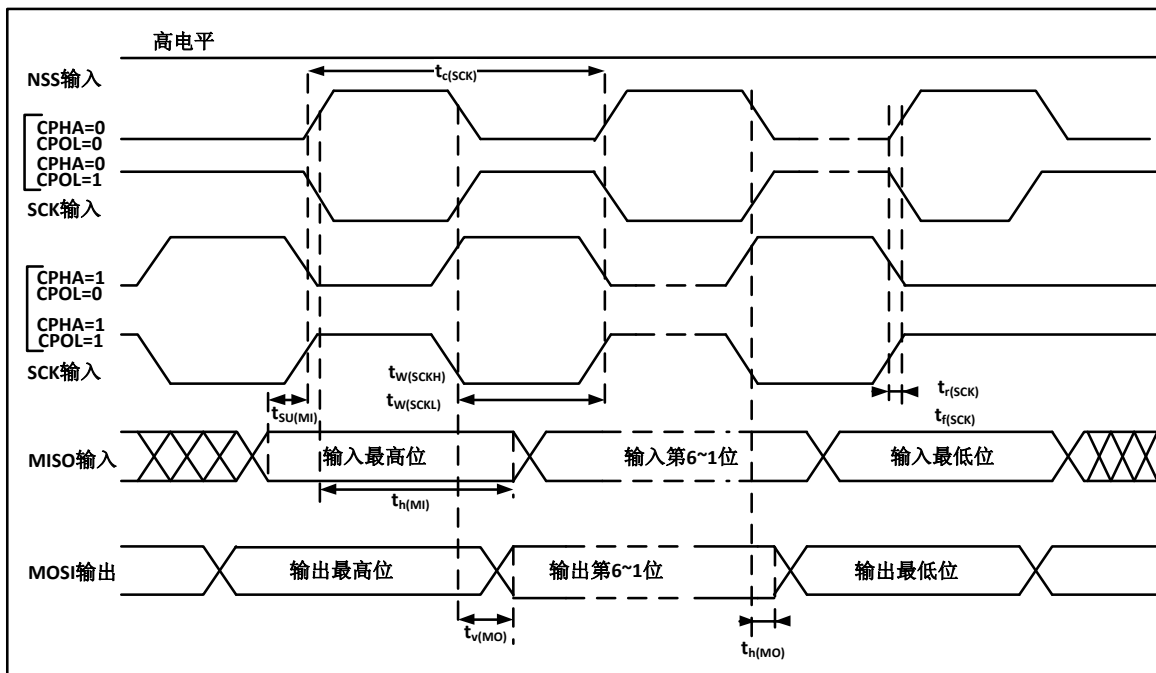 高电平
NSS输入
tc(SCK)
CPHA=0
CPOL=0
CPHA=0
CPOL=1
SCK输入
CPHA=1
CPOL=0
CPHA=1
CPOL=1
SCK输入
tW(SCKH)
tW(SCKL)
tr(SCK)
tf(SCK)
tSU(MI)
MISO输入
输入最高位
输入第6~1位
输入最低位
th(MI)
MOSI输出
输出最高位
输出第6~1位
输出最低位
tv(MO)
th(MO)